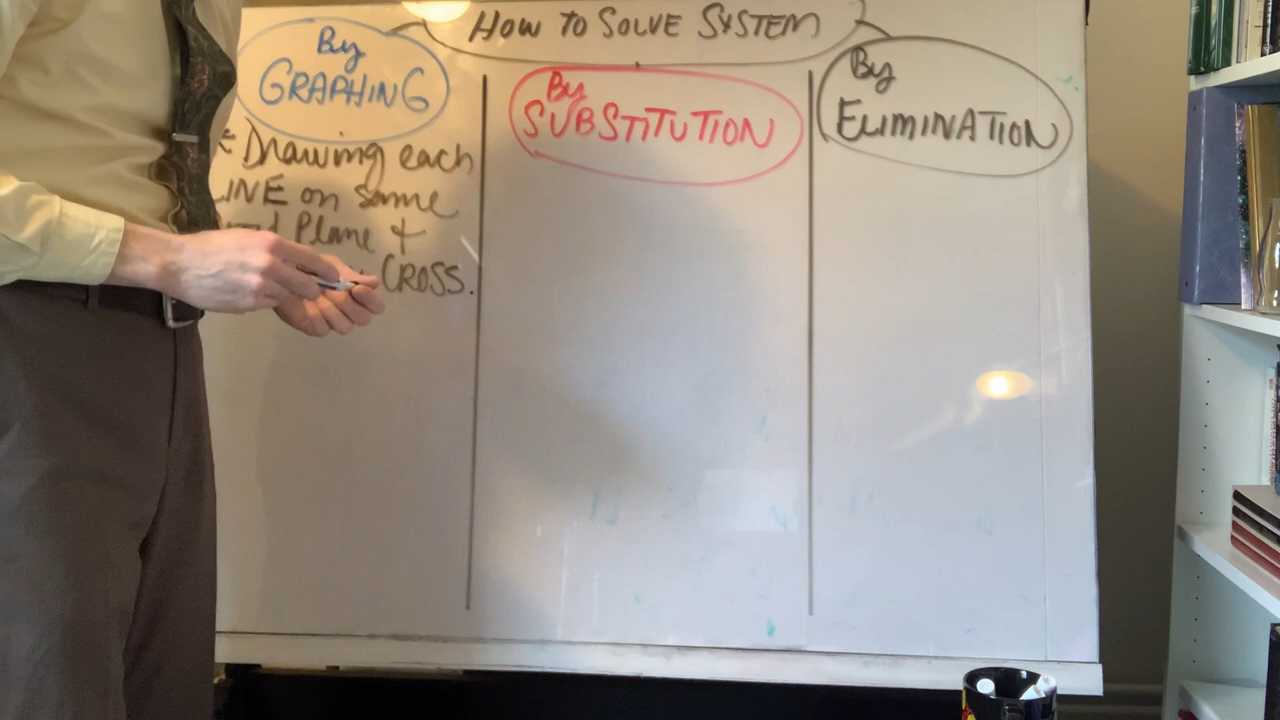 HOW TO SOLVE SYSTEM
By
GRAPHING
* Drawing each
LINE on same
Plane +
CROSS.
By
SUBSTITUTION
By
ELIMINATION